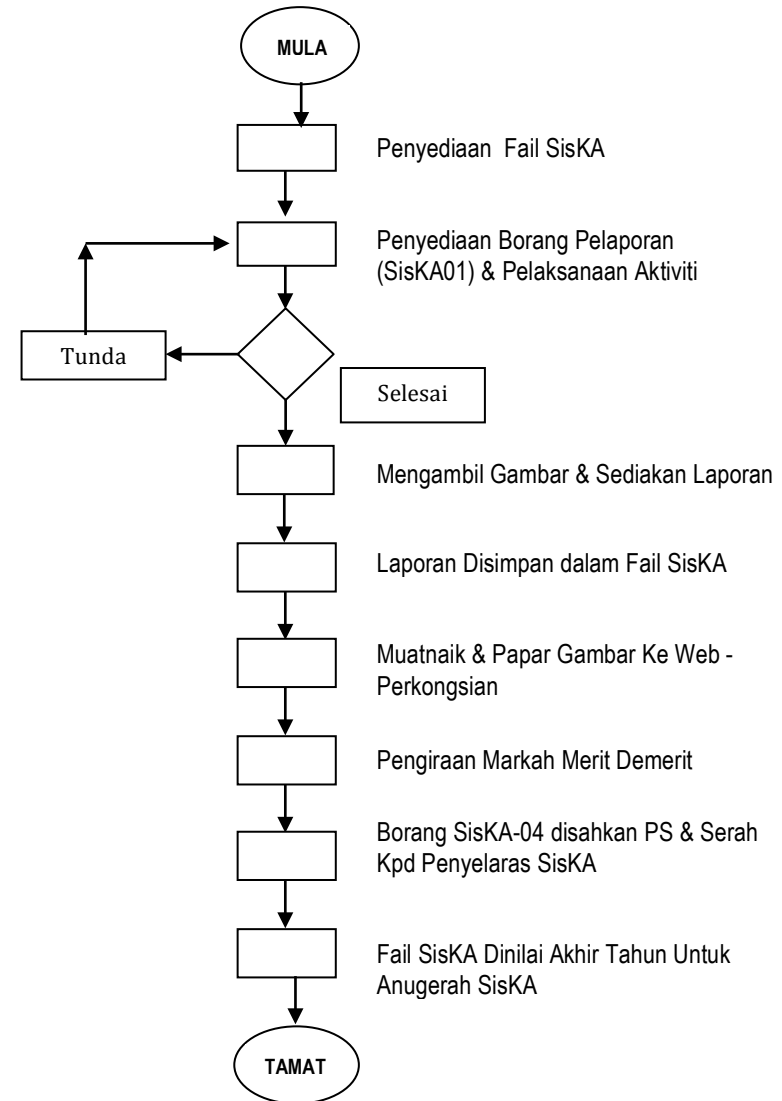 MULA
Penyediaan Fail SisKA
Penyediaan Borang Pelaporan
(SisKA01) & Pelaksanaan Aktiviti
Tunda
Selesai
Mengambil Gambar & Sediakan Laporan
Laporan Disimpan dalam Fail SisKA
Muatnaik & Papar Gambar Ke Web -
Perkongsian
Pengiraan Markah Merit Demerit
Borang SisKA-04 disahkan PS & Serah
Kpd Penyelaras SisKA
Fail SisKA Dinilai Akhir Tahun Untuk
Anugerah SisKA
TAMAT